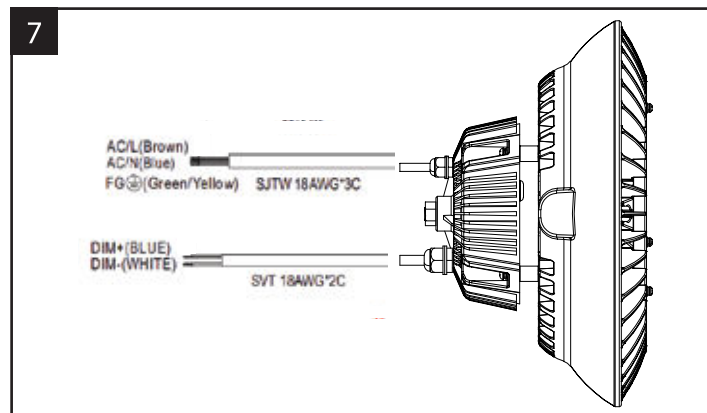 7
AC/L(Brown)
AC/N(Blue)
FG⏚(Green/Yellow) SJTW 18AWG*3C
DIM+(BLUE)
DIM-(WHITE)
SVT 18AWG*2C